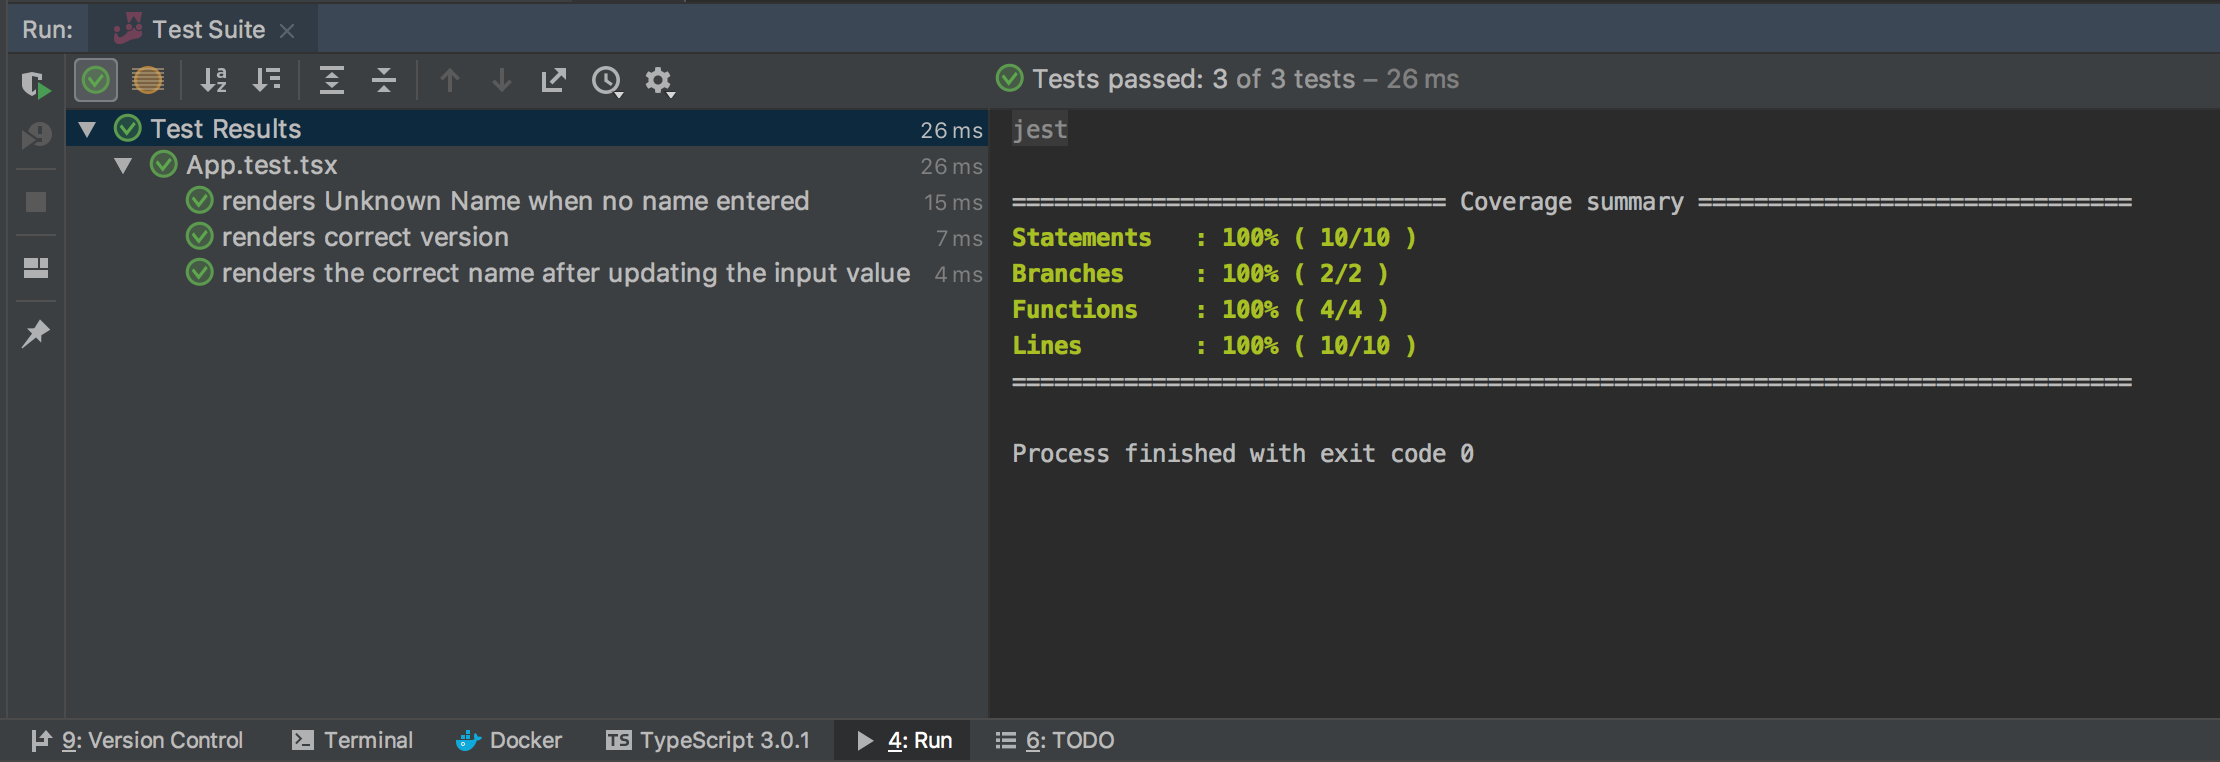 Run: Test Suite
Tests passed: 3 of 3 tests – 26 ms
Test Results 26 ms
App.test.tsx 26 ms
renders Unknown Name when no name entered 15 ms
renders correct version 7 ms
renders the correct name after updating the input value 4 ms
jest
=============================== Coverage summary ===============================
Statements : 100% ( 10/10 )
Branches : 100% ( 2/2 )
Functions : 100% ( 4/4 )
Lines : 100% ( 10/10 )
================================================================================
Process finished with exit code 0
9: Version Control Terminal Docker TS TypeScript 3.0.1 4: Run 6: TODO